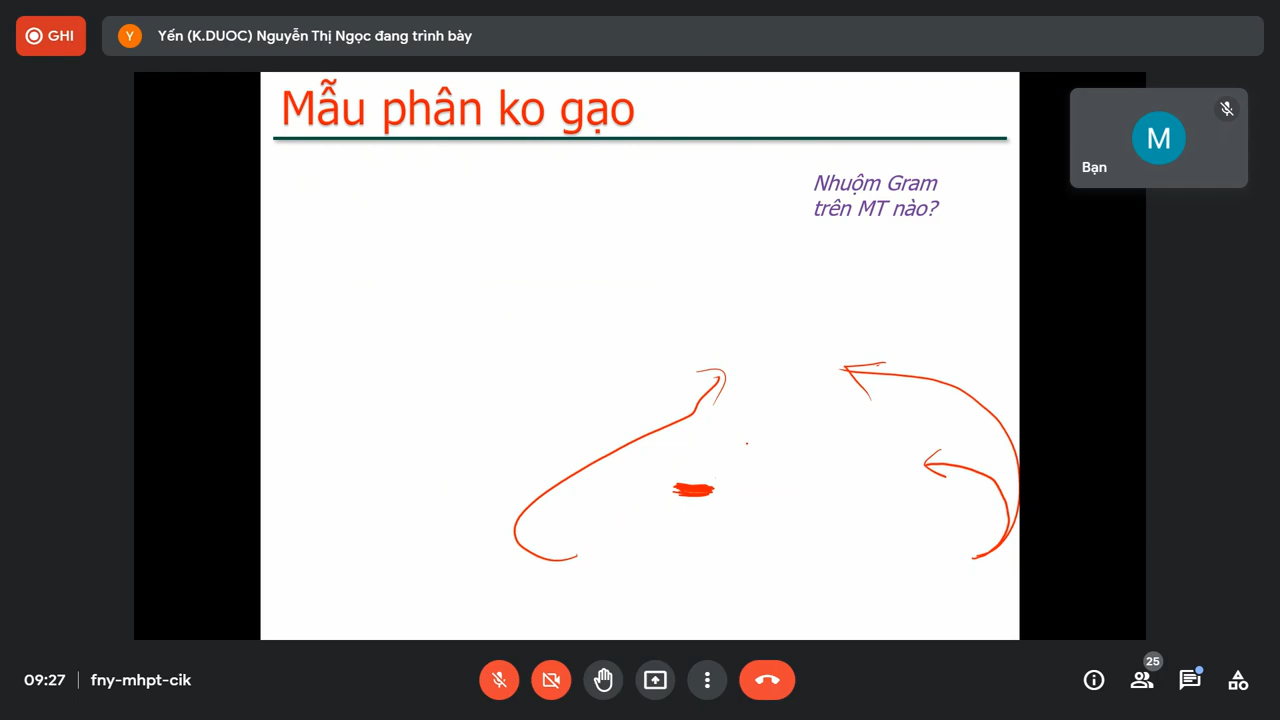 GHI
Y
Yến (K.DUOC) Nguyễn Thị Ngọc đang trình bày
Mẫu phân ko gạo
Nhuộm Gram
trên MT nào?
M
Bạn
09:27
fny-mhpt-cik
25